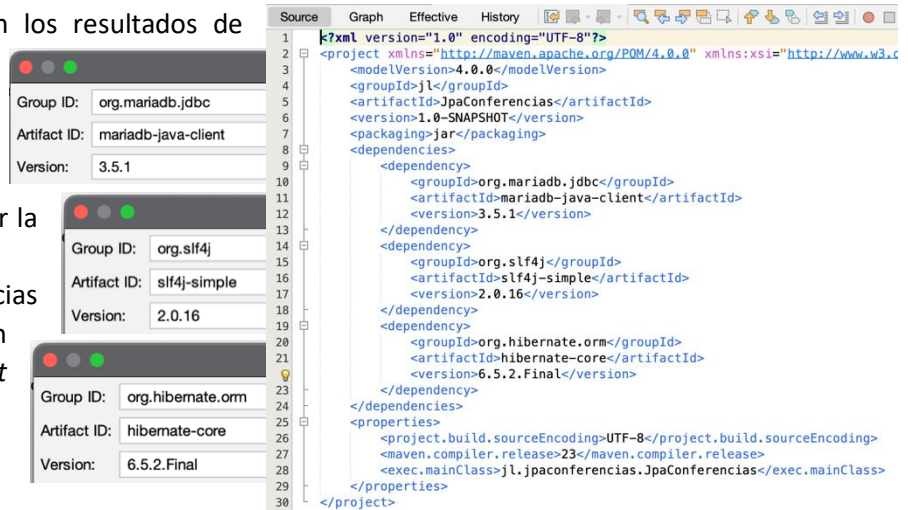 n los resultados de
Group ID: org.mariadb.jdbc
Artifact ID: mariadb-java-client
Version: 3.5.1
r la
Group ID: org.slf4j
Artifact ID: slf4j-simple
cias
Version: 2.0.16
n
t
Group ID: org.hibernate.orm
Artifact ID: hibernate-core
Version: 6.5.2.Final
Source Graph Effective History
1 <?xml version="1.0" encoding="UTF-8"?>
2 <project xmlns="http://maven.apache.org/POM/4.0.0" xmlns:xsi="http://www.w3.o
3 <modelVersion>4.0.0</modelVersion>
4 <groupId>jl</groupId>
5 <artifactId>JpaConferencias</artifactId>
6 <version>1.0-SNAPSHOT</version>
7 <packaging>jar</packaging>
8 <dependencies>
9 <dependency>
10 <groupId>org.mariadb.jdbc</groupId>
11 <artifactId>mariadb-java-client</artifactId>
12 <version>3.5.1</version>
13 </dependency>
14 <dependency>
15 <groupId>org.slf4j</groupId>
16 <artifactId>slf4j-simple</artifactId>
17 <version>2.0.16</version>
18 </dependency>
19 <dependency>
20 <groupId>org.hibernate.orm</groupId>
21 <artifactId>hibernate-core</artifactId>
<version>6.5.2.Final</version>
23 </dependency>
24 </dependencies>
25 <properties>
26 <project.build.sourceEncoding>UTF-8</project.build.sourceEncoding>
27 <maven.compiler.release>23</maven.compiler.release>
28 <exec.mainClass>jl.jpaconferencias.JpaConferencias</exec.mainClass>
29 </properties>
30 </project>